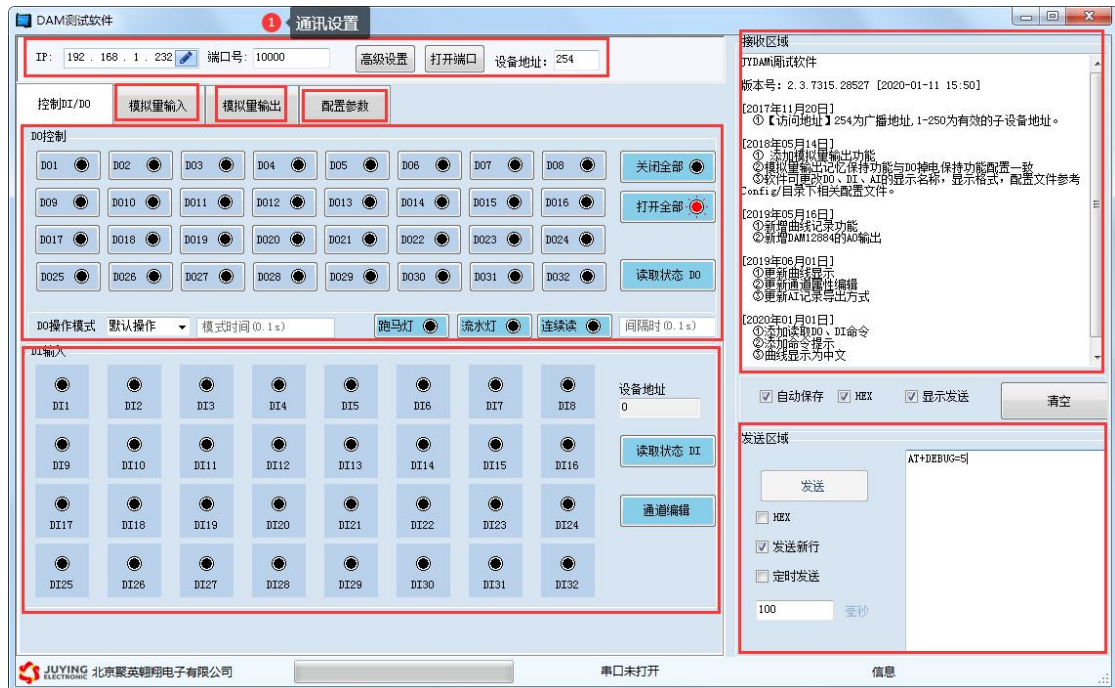 DAM测试软件
1 通讯设置
IP: 192 . 168 . 1 . 232 端口号: 10000 高级设置 打开端口 设备地址: 254
控制DI/DO 模拟量输入 模拟量输出 配置参数
DO控制
DO1 DO2 DO3 DO4 DO5 DO6 DO7 DO8 关闭全部
DO9 DO10 DO11 DO12 DO13 DO14 DO15 DO16 打开全部
DO17 DO18 DO19 DO20 DO21 DO22 DO23 DO24
DO25 DO26 DO27 DO28 DO29 DO30 DO31 DO32 读取状态 DO
DO操作模式 默认操作 模式时间(0.1s) 跑马灯 流水灯 连续读 间隔时(0.1s)
DI输入
DI1 DI2 DI3 DI4 DI5 DI6 DI7 DI8
设备地址
0
DI9 DI10 DI11 DI12 DI13 DI14 DI15 DI16
读取状态 DI
DI17 DI18 DI19 DI20 DI21 DI22 DI23 DI24
通道编辑
DI25 DI26 DI27 DI28 DI29 DI30 DI31 DI32
接收区域
JYDAM调试软件
版本号: 2.3.7315.28527 [2020-01-11 15:50]
[2017年11月20日]
①【访问地址】254为广播地址,1-250为有效的子设备地址。
[2018年05月14日]
① 添加模拟量输出功能
②模拟量输出记忆保持功能与DO掉电保持功能配置一致
③软件可更改DO、DI、AI的显示名称，显示格式，配置文件参考
Config/目录下相关配置文件。
[2019年05月16日]
①新增曲线记录功能
②新增DAM12884的AO输出
[2019年06月01日]
①更新曲线显示
②更新通道属性编辑
③更新AI记录导出方式
[2020年01月01日]
①添加读取DO、DI命令
②添加命令提示
③曲线显示为中文
自动保存 HEX 显示发送 清空
发送区域
AT+DEBUG=5
发送
HEX
发送新行
定时发送
100 毫秒
JUYING ELECTRONIC 北京聚英翱翔电子有限公司 串口未打开 信息